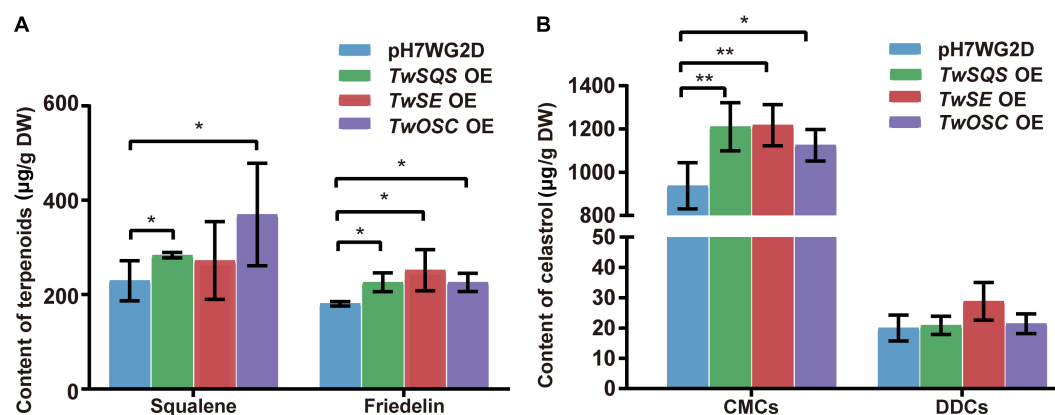 A
pH7WG2D
TwSQS OE
TwSE OE
TwOSC OE
Content of terpenoids (µg/g DW)
600
400
200
0
*
*
*
*
*
Squalene
Friedelin
B
pH7WG2D
TwSQS OE
TwSE OE
TwOSC OE
Content of celastrol (µg/g DW)
1400
1200
1000
800
50
40
30
20
10
0
*
**
**
CMCs
DDCs